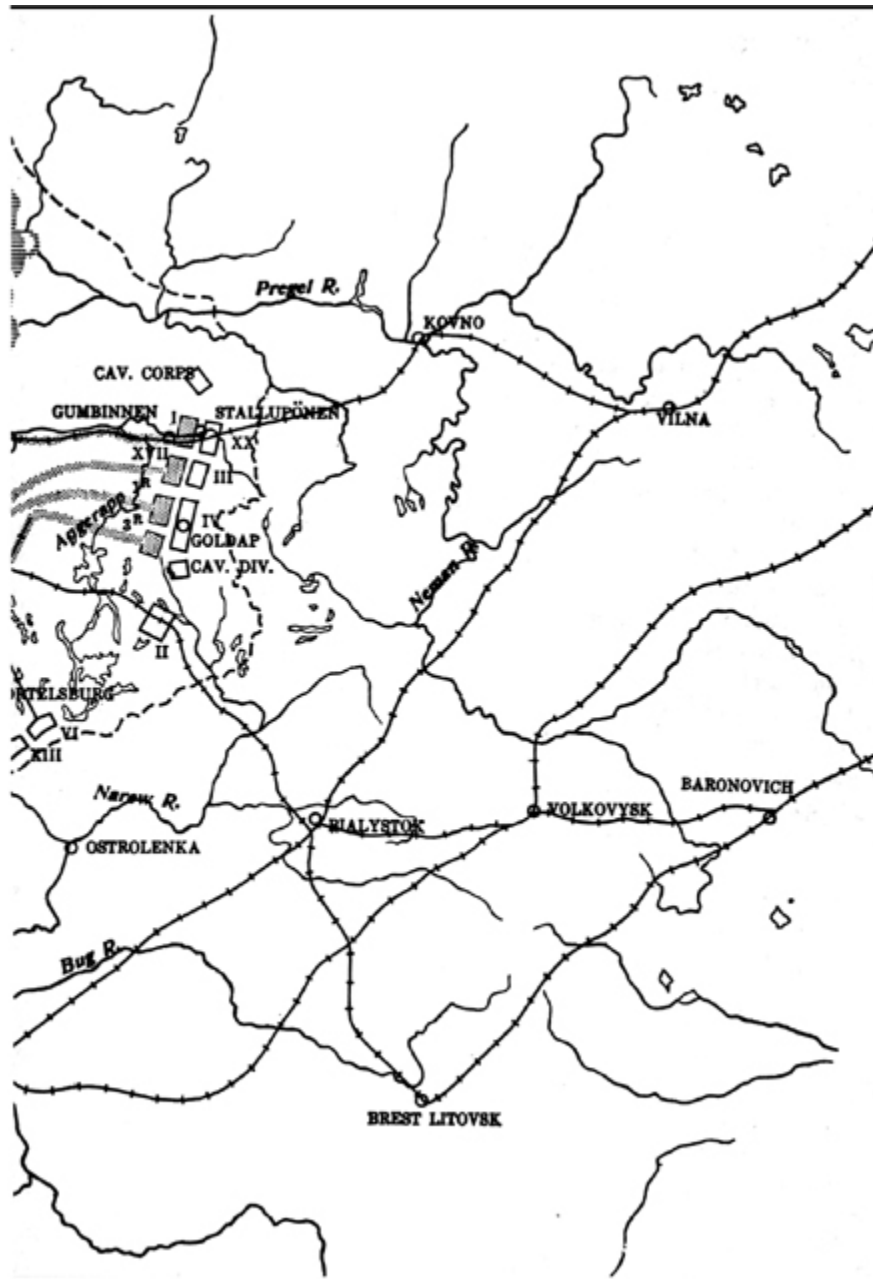 Pregel R.
KOVNO
CAV. CORPS
GUMBINNEN
I
STALLUPÖNEN
VILNA
XVII
XX
III
1R
3R
IV
Angerapp
GOLDAP
CAV. DIV.
Neman R.
II
ORTELSBURG
VI
XIII
Narew R.
BARONOVICH
VOLKOVYSK
BIALYSTOK
OSTROLENKA
Bug R.
BREST LITOVSK